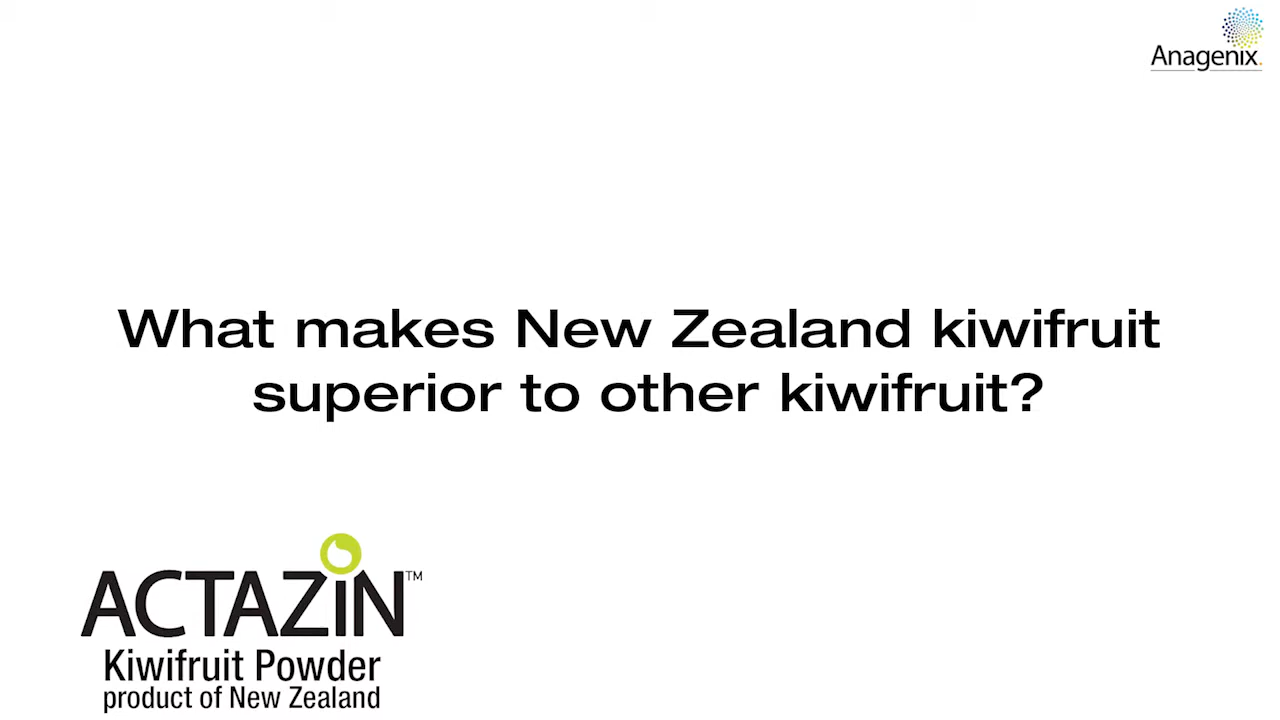 Anagenix.
What makes New Zealand kiwifruit
superior to other kiwifruit?
ACTAZiN™
Kiwifruit Powder
product of New Zealand